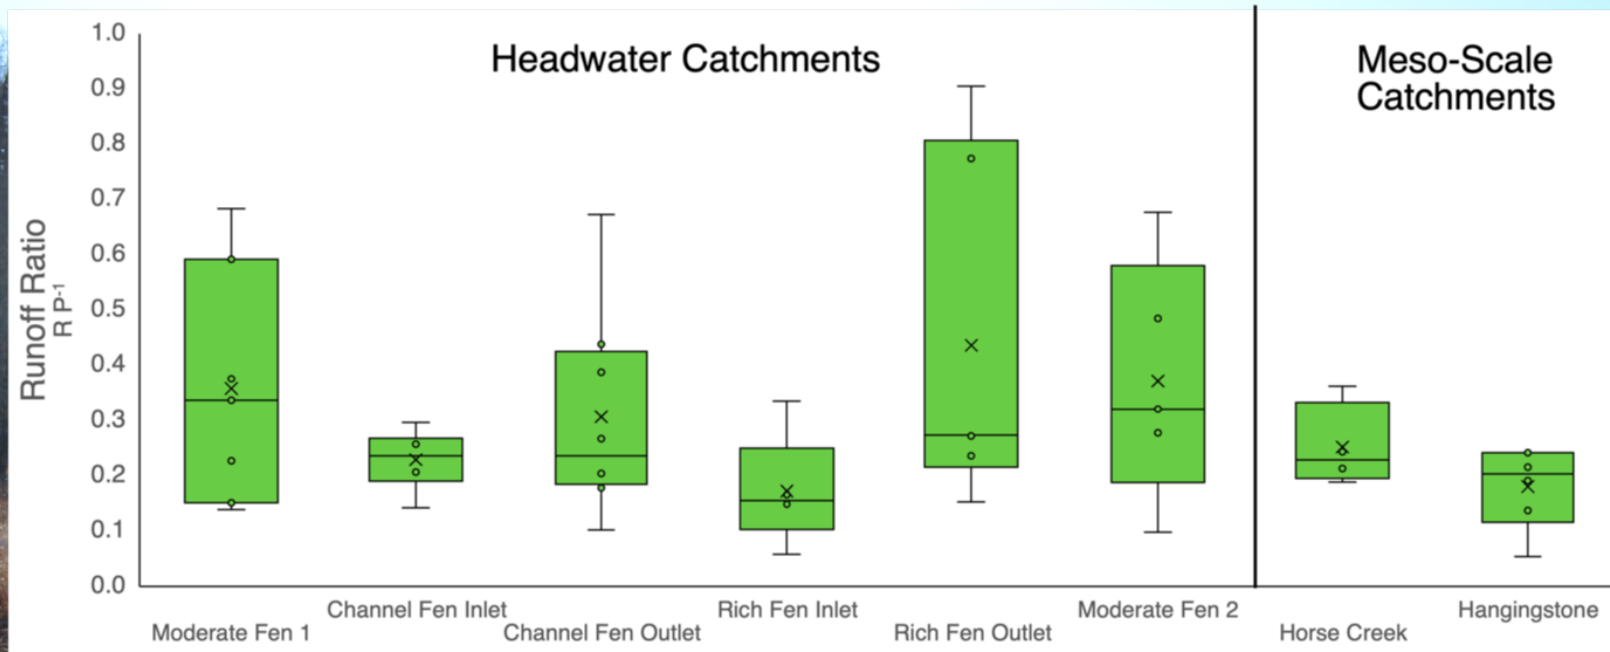 Headwater Catchments
Meso-Scale
Catchments
Runoff Ratio
R P-1
1.0
0.9
0.8
0.7
0.6
0.5
0.4
0.3
0.2
0.1
0.0
Moderate Fen 1
Channel Fen Inlet
Channel Fen Outlet
Rich Fen Inlet
Rich Fen Outlet
Moderate Fen 2
Horse Creek
Hangingstone